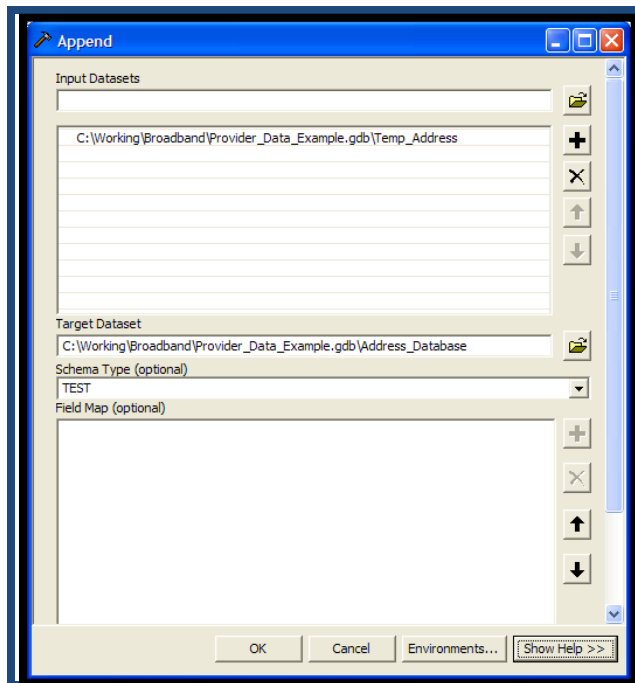 Append
Input Datasets
C:\Working\Broadband\Provider_Data_Example.gdb\Temp_Address
Target Dataset
C:\Working\Broadband\Provider_Data_Example.gdb\Address_Database
Schema Type (optional)
TEST
Field Map (optional)
OK Cancel Environments... Show Help >>